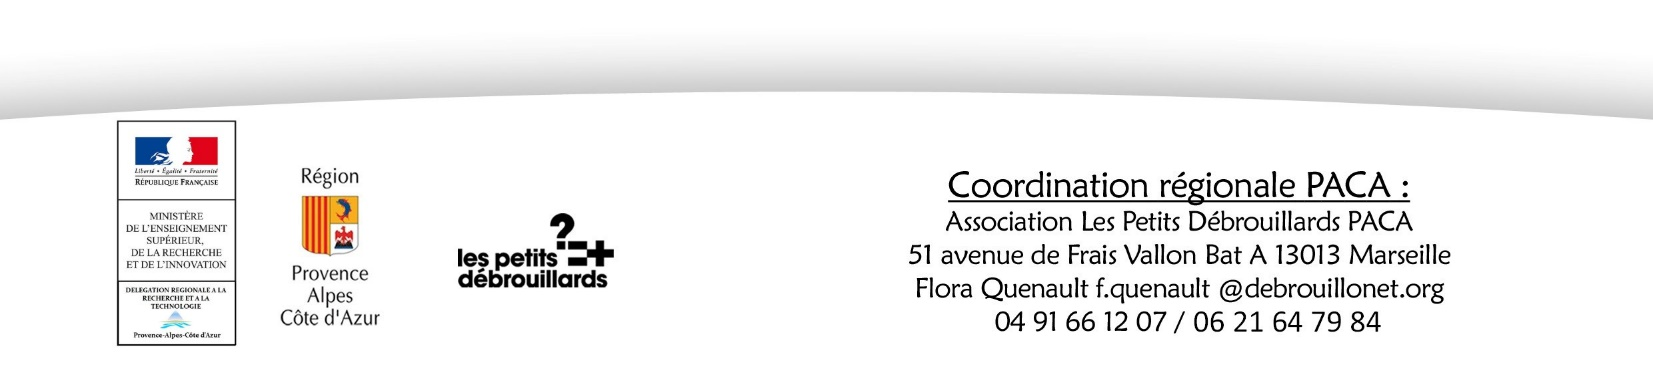 Liberté • Égalité • Fraternité
RÉPUBLIQUE FRANÇAISE
MINISTÈRE
DE L'ENSEIGNEMENT
SUPÉRIEUR,
DE LA RECHERCHE
ET DE L'INNOVATION
DELEGATION REGIONALE A LA
RECHERCHE ET A LA
TECHNOLOGIE
Provence-Alpes-Côte d'Azur
Région
Provence
Alpes
Côte d'Azur
les petits
débrouillards
Coordination régionale PACA :
Association Les Petits Débrouillards PACA
51 avenue de Frais Vallon Bat A 13013 Marseille
Flora Quenault f.quenault @debrouillonet.org
04 91 66 12 07 / 06 21 64 79 84